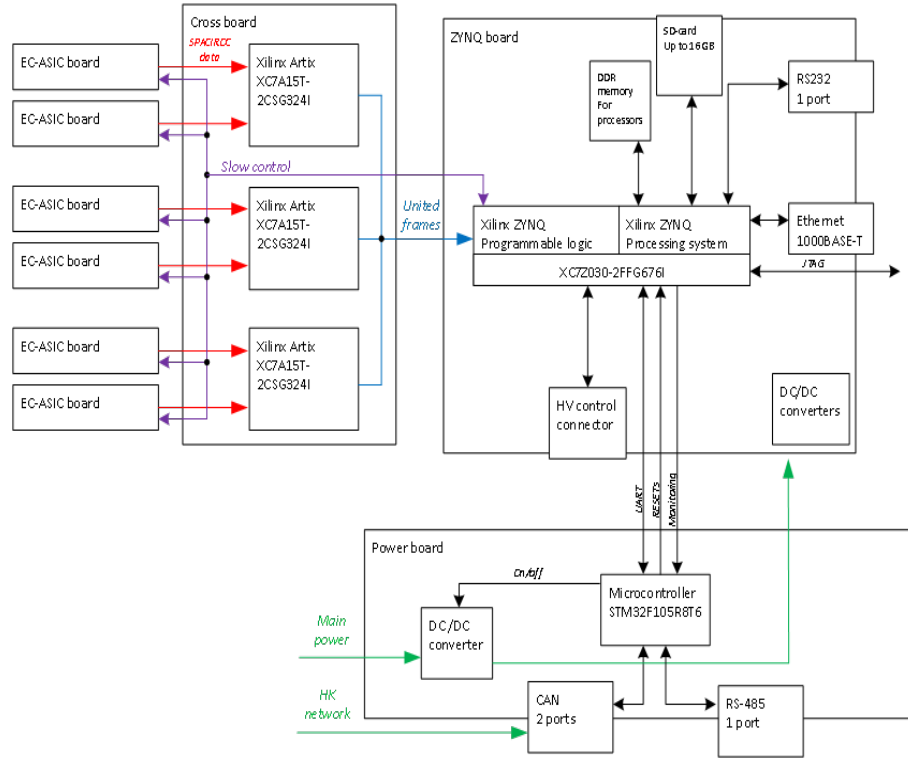 Cross board
ZYNQ board
EC-ASIC board
SPACIROC
data
Xilinx Artix
XC7A15T-
2CSG324I
EC-ASIC board
SD-card
Up to 16GB
DDR
memory
For
processors
RS232
1 port
Slow control
EC-ASIC board
Xilinx Artix
XC7A15T-
2CSG324I
EC-ASIC board
United
frames
Xilinx ZYNQ
Programmable logic
Xilinx ZYNQ
Processing system
XC7Z030-2FFG676I
Ethernet
1000BASE-T
JTAG
EC-ASIC board
Xilinx Artix
XC7A15T-
2CSG324I
EC-ASIC board
HV control
connector
DC/DC
converters
UART
RESETs
Monitoring
Power board
On/off
Microcontroller
STM32F105R8T6
Main
power
DC/DC
converter
HK
network
CAN
2 ports
RS-485
1 port